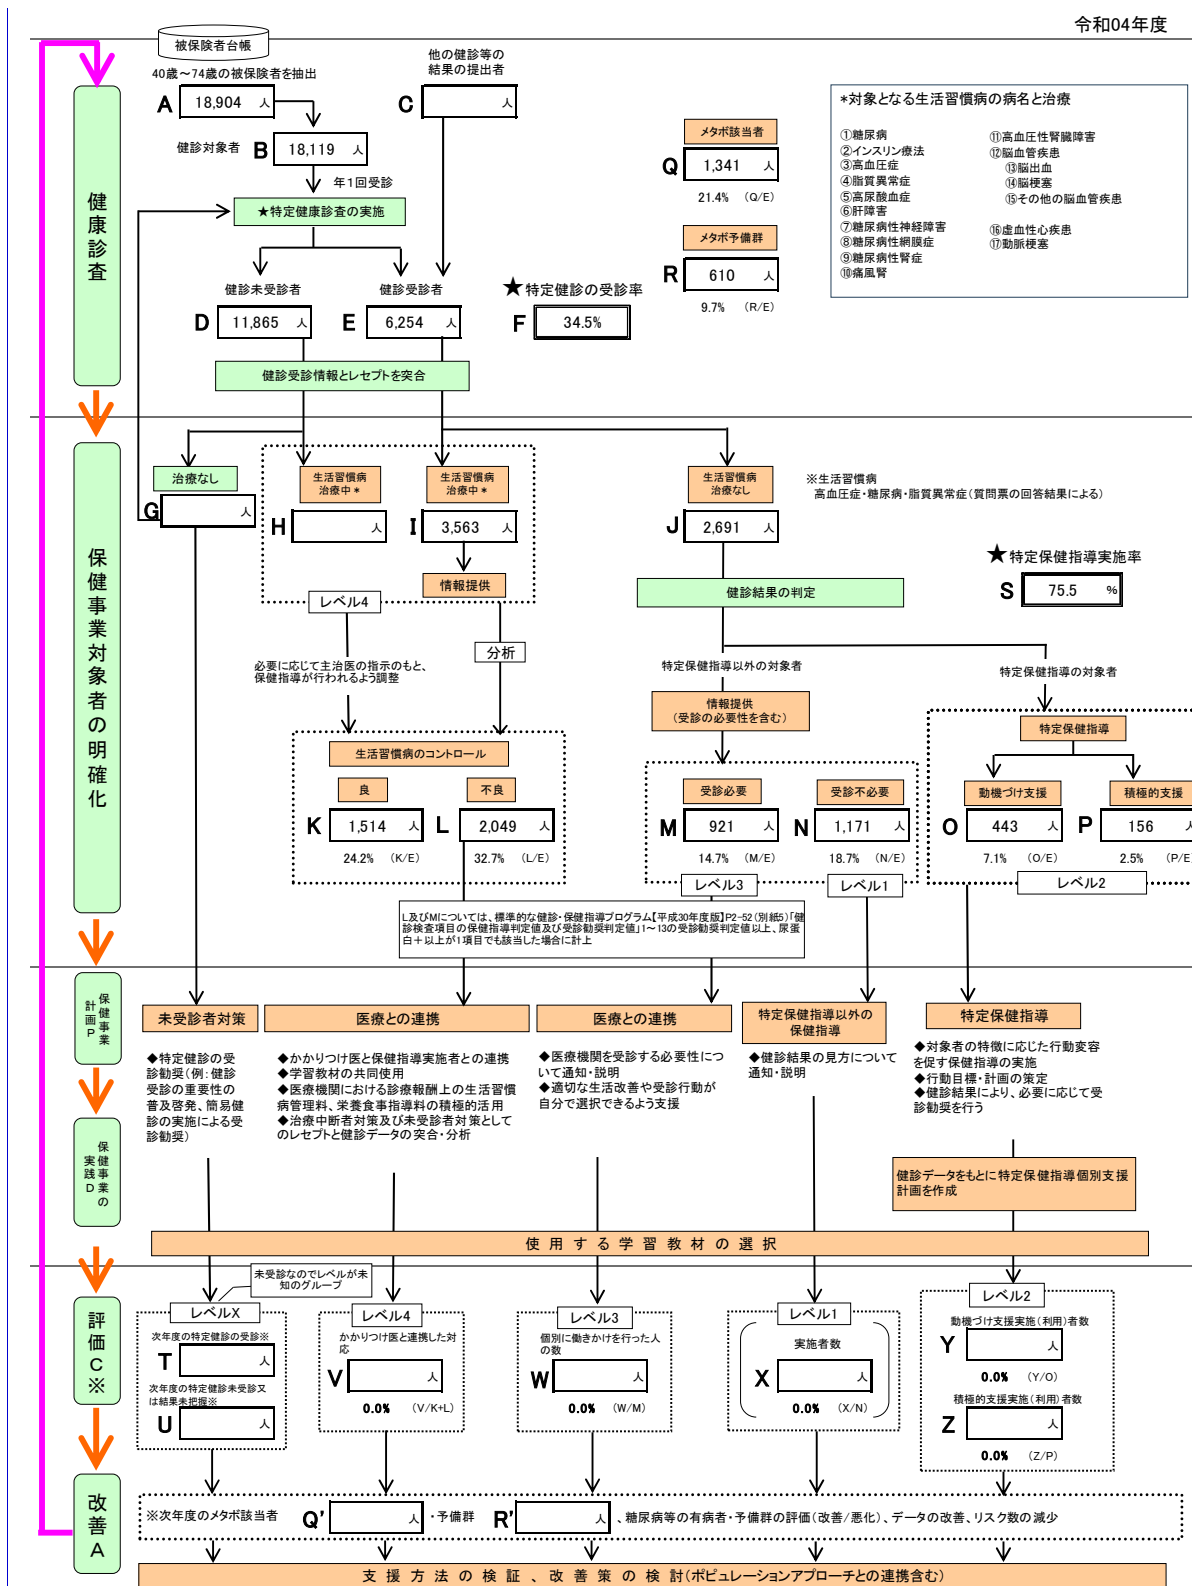 令和04年度
被保険者台帳
40歳～74歳の被保険者を抽出
A 18,904 人
他の健診等の
結果の提出者
C 人
健診対象者 B 18,119 人
年1回受診
★特定健康診査の実施
健診未受診者
D 11,865 人
健診受診者
E 6,254 人
★特定健診の受診率
F 34.5%
メタボ該当者
Q 1,341 人
21.4% (Q/E)
メタボ予備群
R 610 人
9.7% (R/E)
*対象となる生活習慣病の病名と治療
①糖尿病
②インスリン療法
③高血圧症
④脂質異常症
⑤高尿酸血症
⑥肝障害
⑦糖尿病性神経障害
⑧糖尿病性網膜症
⑨糖尿病性腎症
⑩痛風腎
⑪高血圧性腎臓障害
⑫脳血管疾患
⑬脳出血
⑭脳梗塞
⑮その他の脳血管疾患
⑯虚血性心疾患
⑰動脈梗塞
健康診査
健診受診情報とレセプトを突合
保健事業対象者の明確化
治療なし
G 人
生活習慣病
治療中*
H 人
生活習慣病
治療中*
I 3,563 人
情報提供
レベル4
生活習慣病
治療なし
J 2,691 人
※生活習慣病
高血圧症・糖尿病・脂質異常症(質問票の回答結果による)
★特定保健指導実施率
S 75.5 %
健診結果の判定
分析
必要に応じて主治医の指示のもと、
保健指導が行われるよう調整
特定保健指導以外の対象者
特定保健指導の対象者
情報提供
(受診の必要性を含む)
特定保健指導
生活習慣病のコントロール
良
K 1,514 人
24.2% (K/E)
不良
L 2,049 人
32.7% (L/E)
受診必要
M 921 人
14.7% (M/E)
レベル3
受診不必要
N 1,171 人
18.7% (N/E)
レベル1
動機づけ支援
O 443 人
7.1% (O/E)
積極的支援
P 156 人
2.5% (P/E)
レベル2
L及びMについては、標準的な健診・保健指導プログラム【平成30年度版】P2-52(別紙5)「健
診検査項目の保健指導判定値及び受診勧奨判定値」1～13の受診勧奨判定値以上、尿蛋
白＋以上が1項目でも該当した場合に計上
保健事業
計画P
未受診者対策
◆特定健診の受
診勧奨(例:健診
受診の重要性の
普及啓発、簡易健
診の実施による受
診勧奨)
医療との連携
◆かかりつけ医と保健指導実施者との連携
◆学習教材の共同使用
◆医療機関における診療報酬上の生活習慣
病管理料、栄養食事指導料の積極的活用
◆治療中断者対策及び未受診者対策として
のレセプトと健診データの突合・分析
医療との連携
◆医療機関を受診する必要性につ
いて通知・説明
◆適切な生活改善や受診行動が
自分で選択できるよう支援
特定保健指導以外の
保健指導
◆健診結果の見方について
通知・説明
特定保健指導
◆対象者の特徴に応じた行動変容
を促す保健指導の実施
◆行動目標・計画の策定
◆健診結果により、必要に応じて受
診勧奨を行う
保健事業の
実践D
健診データをもとに特定保健指導個別支援
計画を作成
使用する学習教材の選択
評価C※
未受診なのでレベルが未
知のグループ
レベルX
次年度の特定健診の受診※
T 人
次年度の特定健診未受診又
は結果未把握※
U 人
レベル4
かかりつけ医と連携した対
応
V 人
0.0% (V/K+L)
レベル3
個別に働きかけを行った人
の数
W 人
0.0% (W/M)
レベル1
実施者数
X 人
0.0% (X/N)
レベル2
動機づけ支援実施(利用)者数
Y 人
0.0% (Y/O)
積極的支援実施(利用)者数
Z 人
0.0% (Z/P)
改善A
※次年度のメタボ該当者 Q' 人 ・予備群 R' 人 、糖尿病等の有病者・予備群の評価(改善/悪化)、データの改善、リスク数の減少
支援方法の検証、改善策の検討(ポピュレーションアプローチとの連携含む)